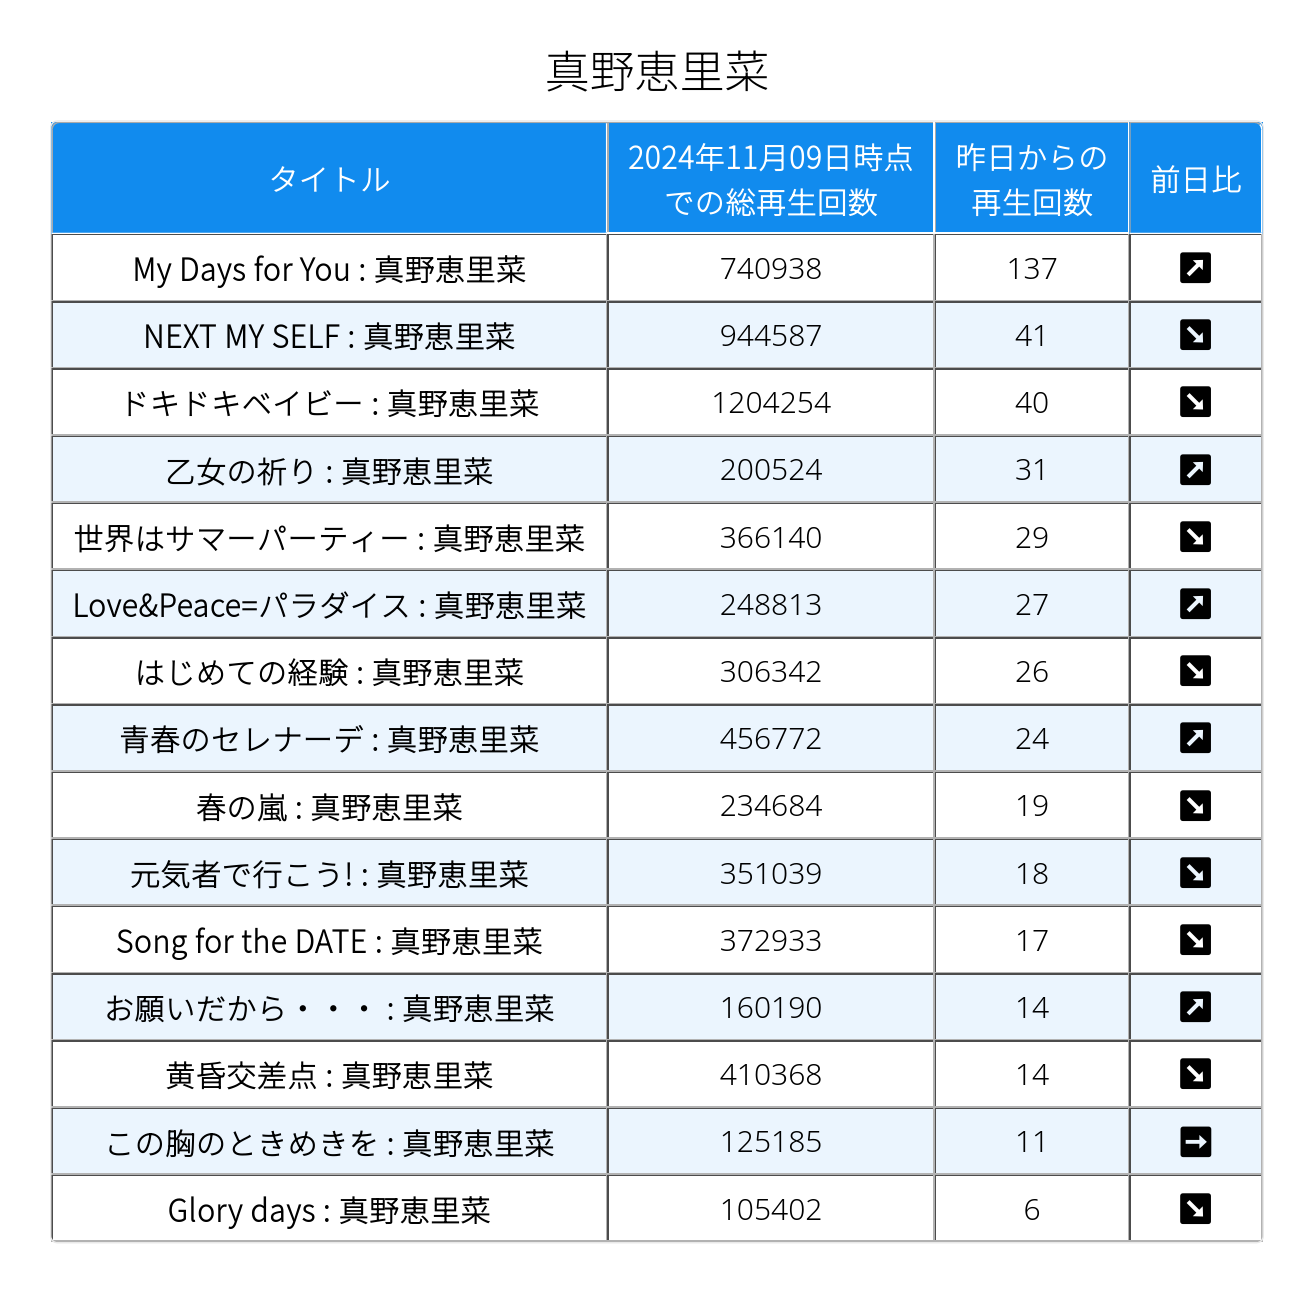 真野恵里菜
タイトル 2024年11月09日時点での総再生回数 昨日からの再生回数 前日比
My Days for You : 真野恵里菜 740938 137 ↗
NEXT MY SELF : 真野恵里菜 944587 41 ↘
ドキドキベイビー : 真野恵里菜 1204254 40 ↘
乙女の祈り : 真野恵里菜 200524 31 ↗
世界はサマーパーティー : 真野恵里菜 366140 29 ↘
Love&Peace=パラダイス : 真野恵里菜 248813 27 ↗
はじめての経験 : 真野恵里菜 306342 26 ↘
青春のセレナーデ : 真野恵里菜 456772 24 ↗
春の嵐 : 真野恵里菜 234684 19 ↘
元気者で行こう! : 真野恵里菜 351039 18 ↘
Song for the DATE : 真野恵里菜 372933 17 ↘
お願いだから・・・ : 真野恵里菜 160190 14 ↗
黄昏交差点 : 真野恵里菜 410368 14 ↘
この胸のときめきを : 真野恵里菜 125185 11 →
Glory days : 真野恵里菜 105402 6 ↘